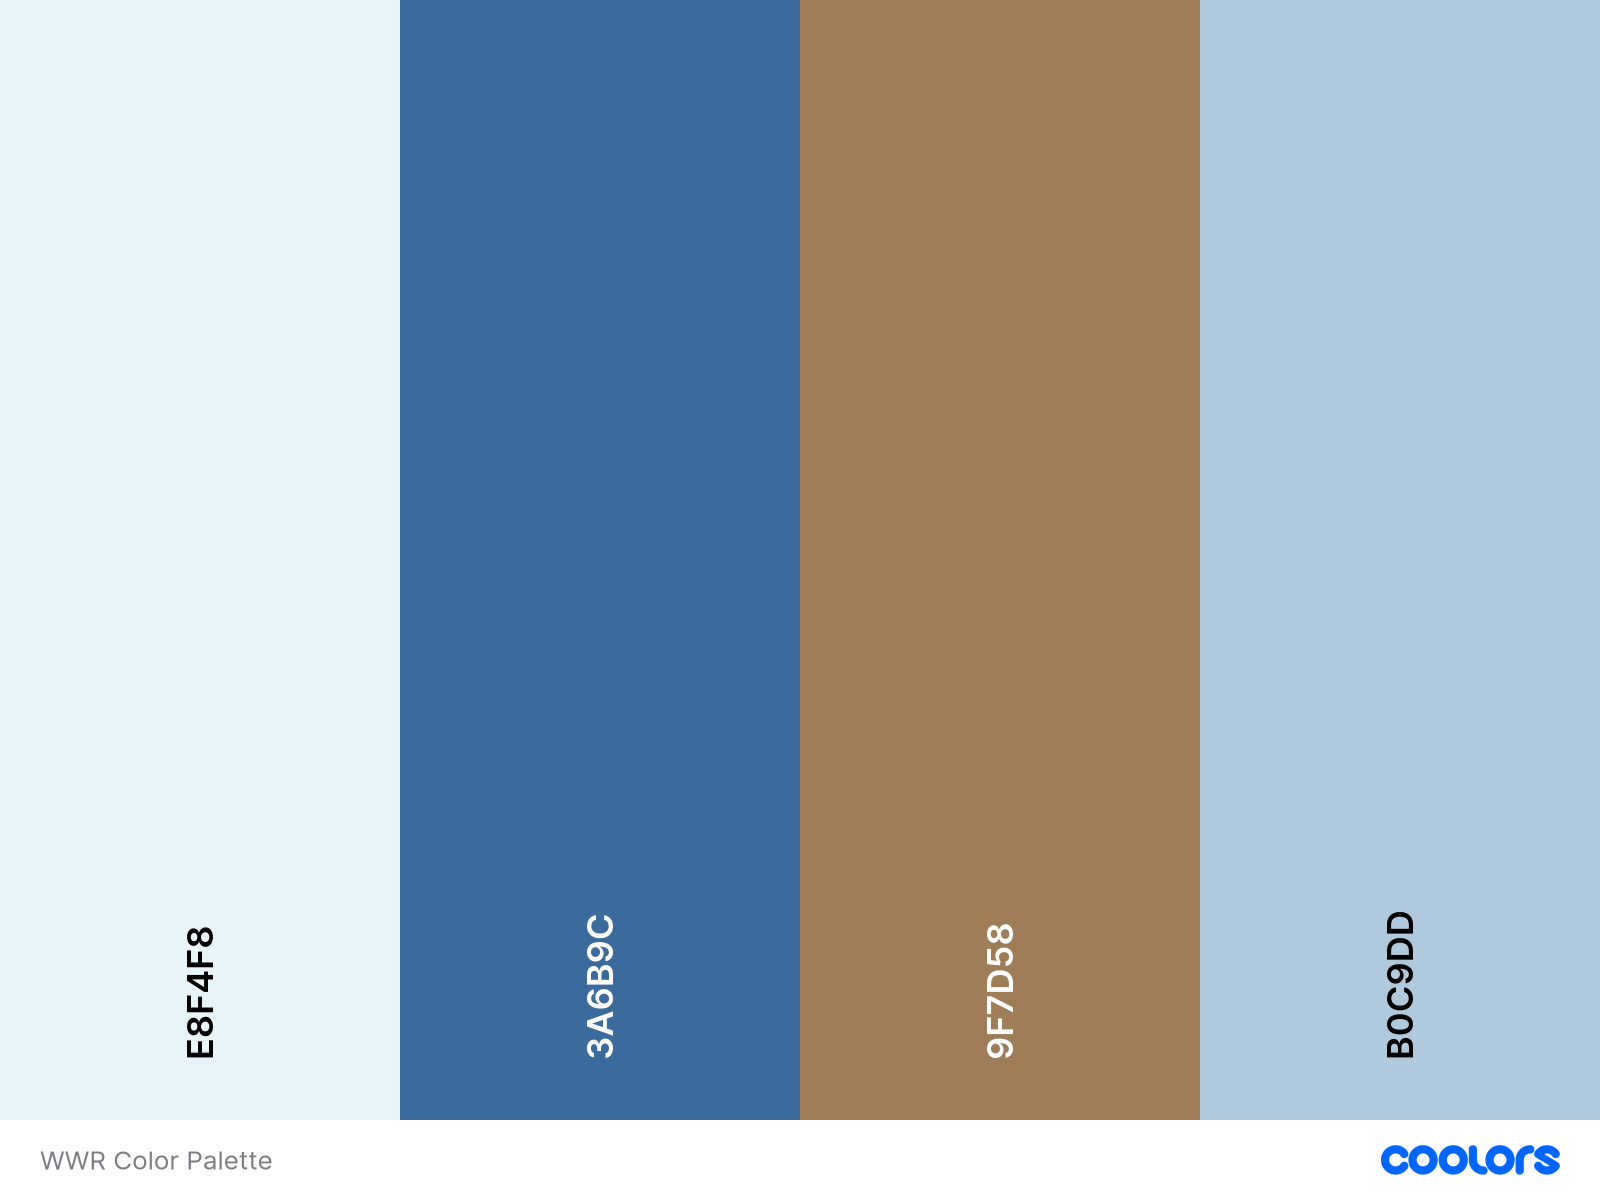 E8F4F8
3A6B9C
9F7D58
B0C9DD
WWR Color Palette
coolors